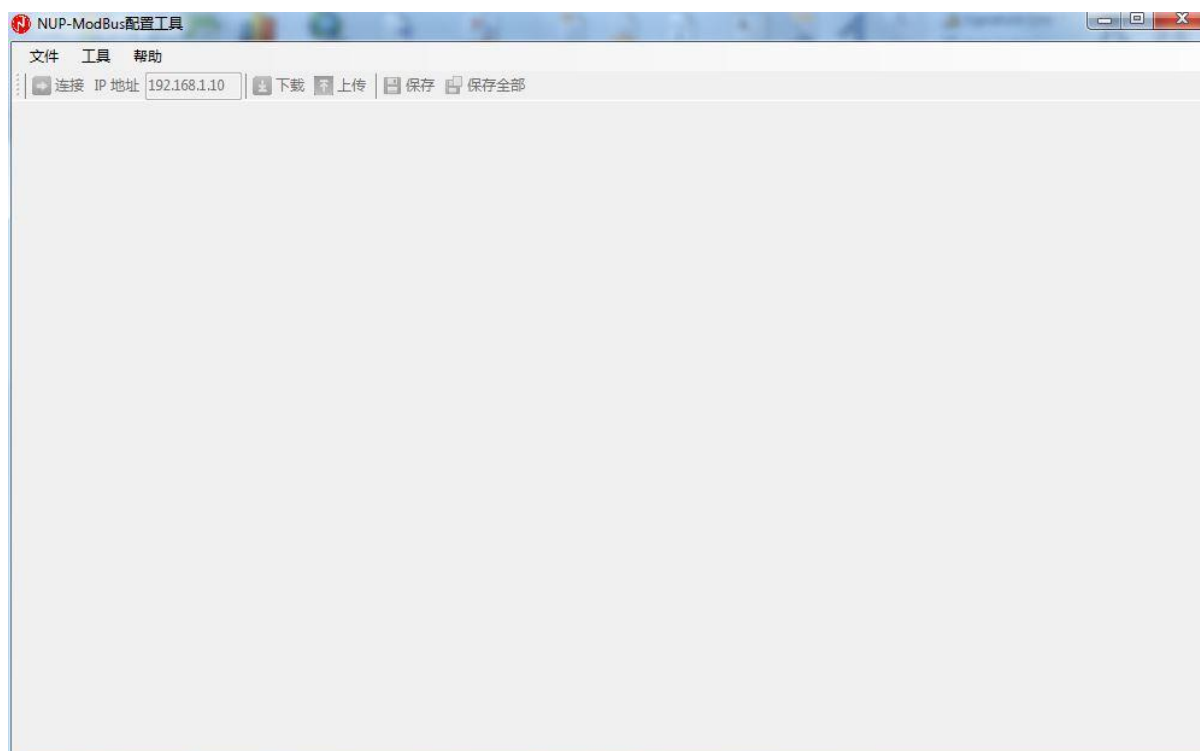 NUP-ModBus配置工具
文件 工具 帮助
连接 IP 地址 192.168.1.10 下载 上传 保存 保存全部